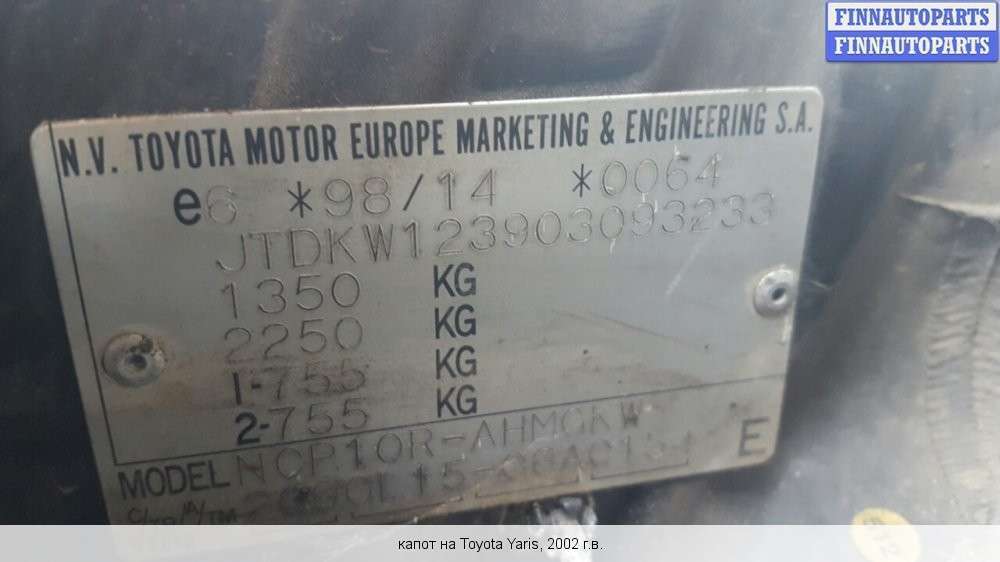 FINNAUTOPARTS
FINNAUTOPARTS
N.V. TOYOTA MOTOR EUROPE MARKETING & ENGINEERING S.A.
e6 *98/14 *0064
JTDKW123903093233
1350 KG
2250 KG
1-755 KG
2-755 KG
MODEL NCP10R-AHMGKW
E
капот на Toyota Yaris, 2002 г.в.